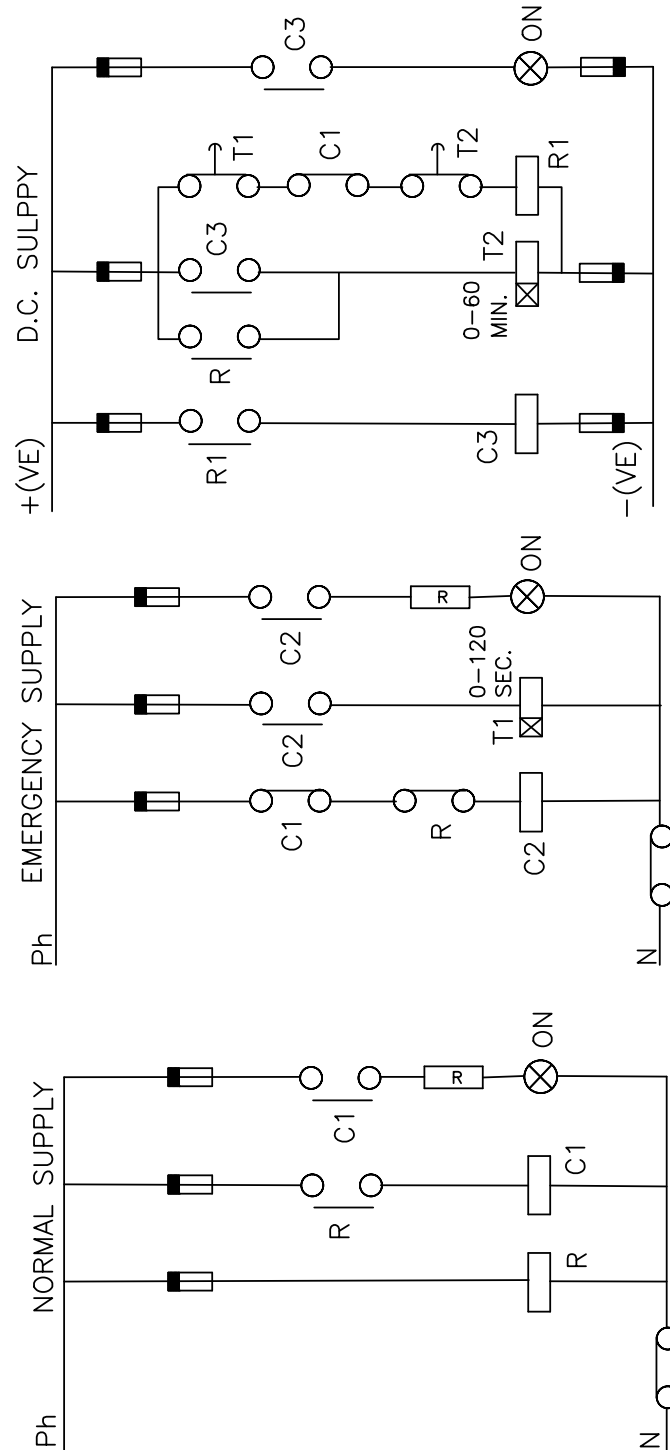 NORMAL SUPPLY
Ph
N
R
R
C1
C1
R
ON
EMERGENCY SUPPLY
Ph
N
C1
R
C2
C2
T1
0-120
SEC.
C2
R
ON
D.C. SULPPY
+(VE)
-(VE)
R1
C3
R
C3
0-60
MIN.
T2
T1
C1
T2
R1
C3
ON